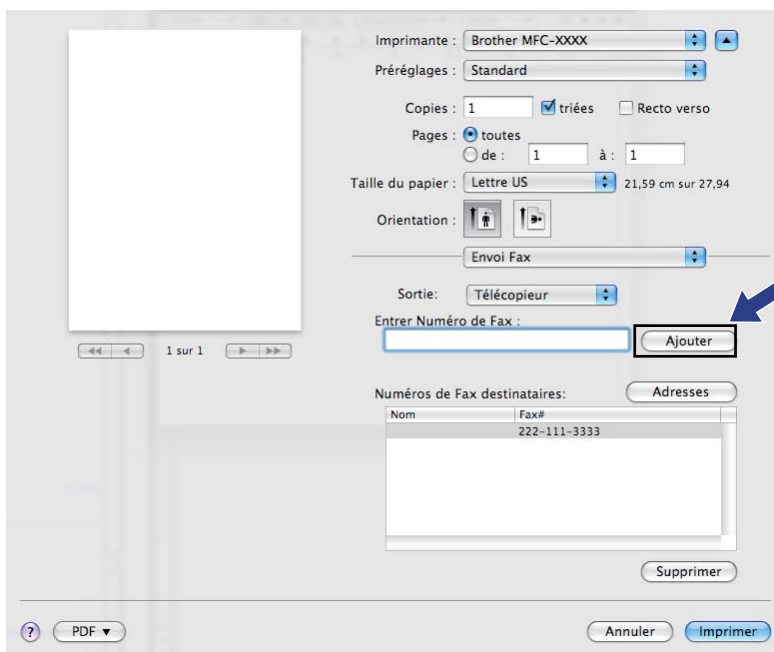 Imprimante : Brother MFC-XXXX
Préréglages : Standard
Copies : 1 triées Recto verso
Pages : toutes
de : 1 à : 1
Taille du papier : Lettre US 21,59 cm sur 27,94
Orientation :
Envoi Fax
Sortie: Télécopieur
Entrer Numéro de Fax :
Ajouter
1 sur 1
Numéros de Fax destinataires: Adresses
Nom Fax#
222-111-3333
Supprimer
? PDF Annuler Imprimer